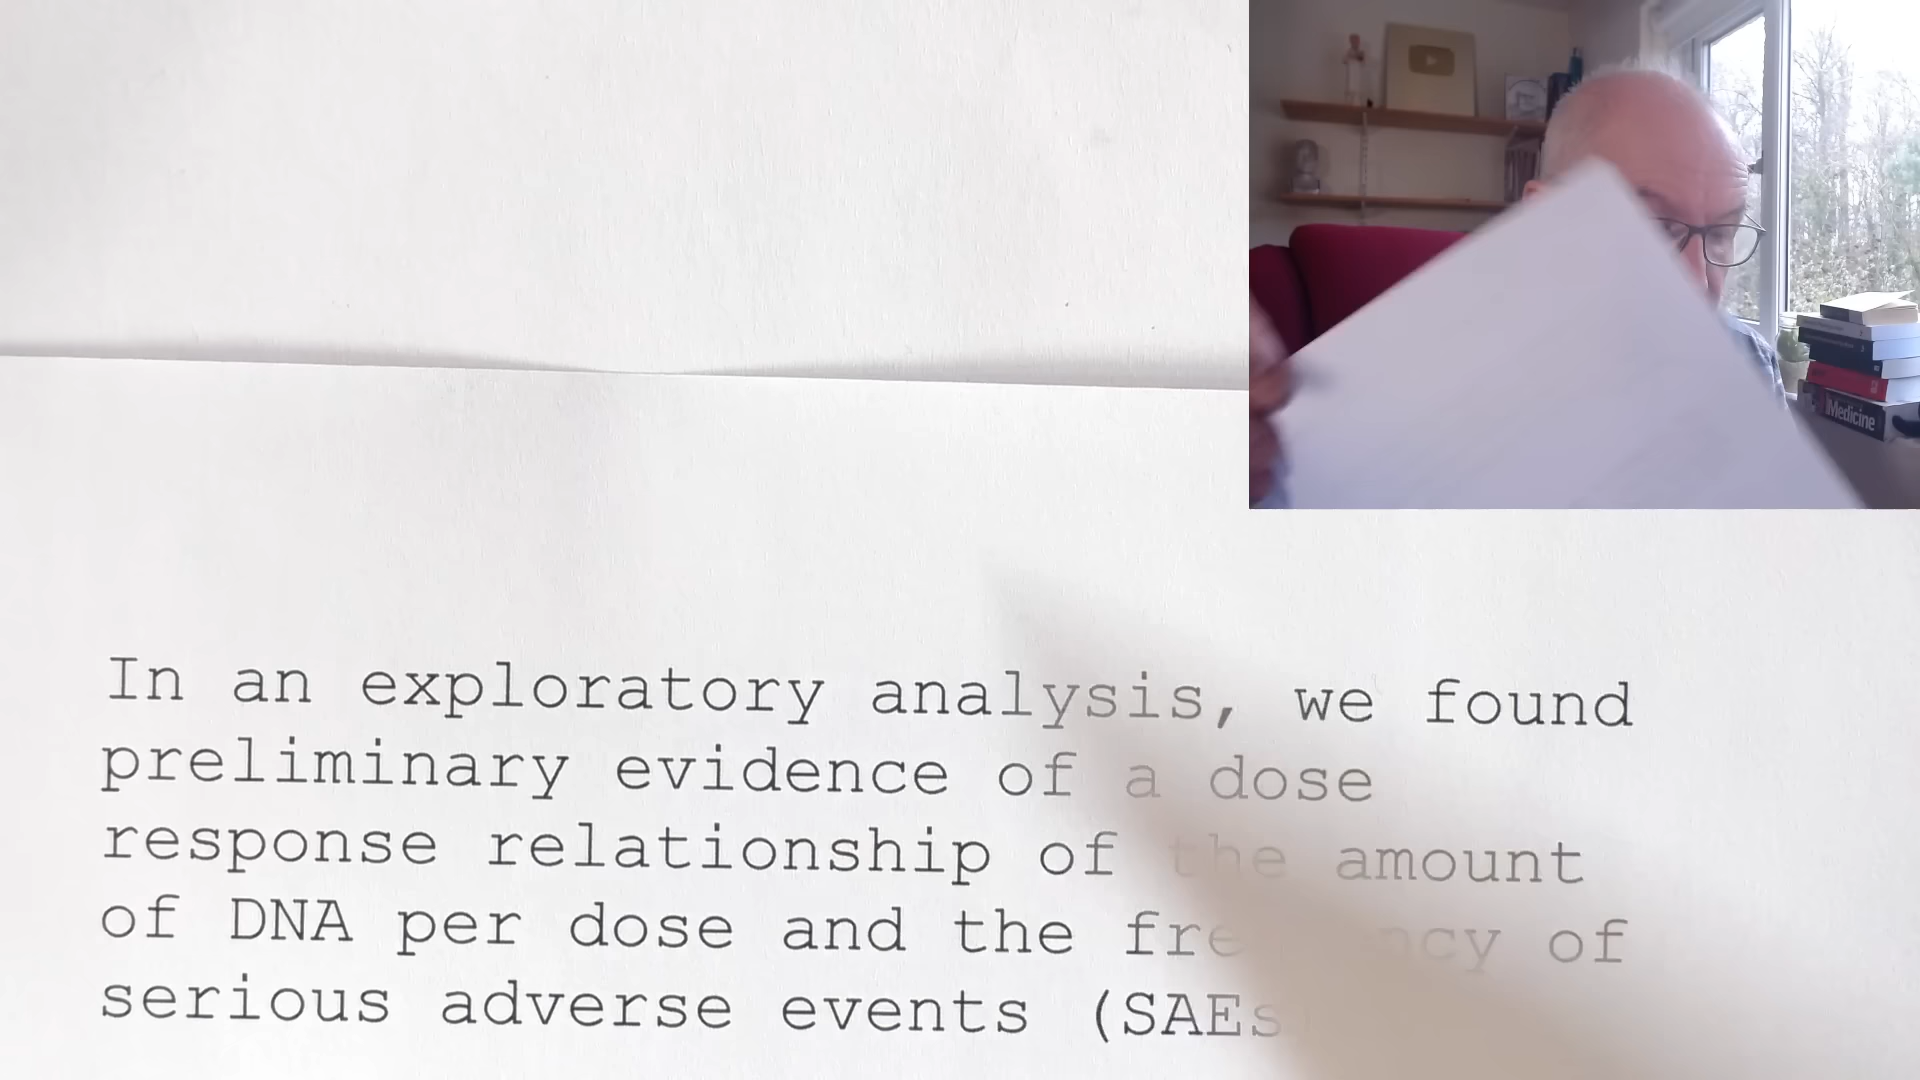 Medicine
In an exploratory analysis, we found
preliminary evidence of a dose
response relationship of the amount
of DNA per dose and the of
serious adverse events (SAEs